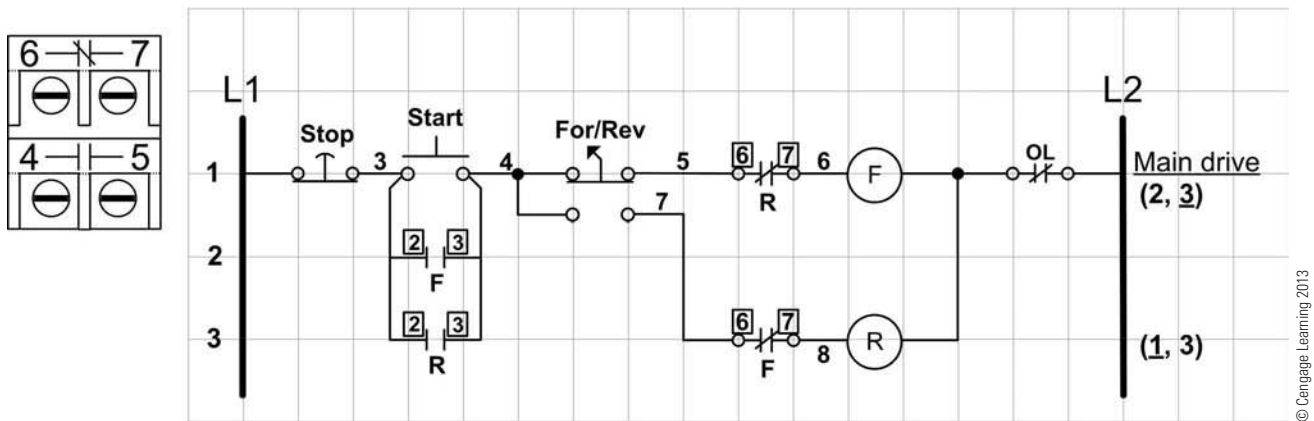 6 7
4 5
L1 L2
Stop Start For/Rev OL
1 3 4 5 6 7 6 F Main drive
R (2, 3)
7
2 2 3
F
3 2 3 6 7 8 R (1, 3)
R F
© Cengage Learning 2013